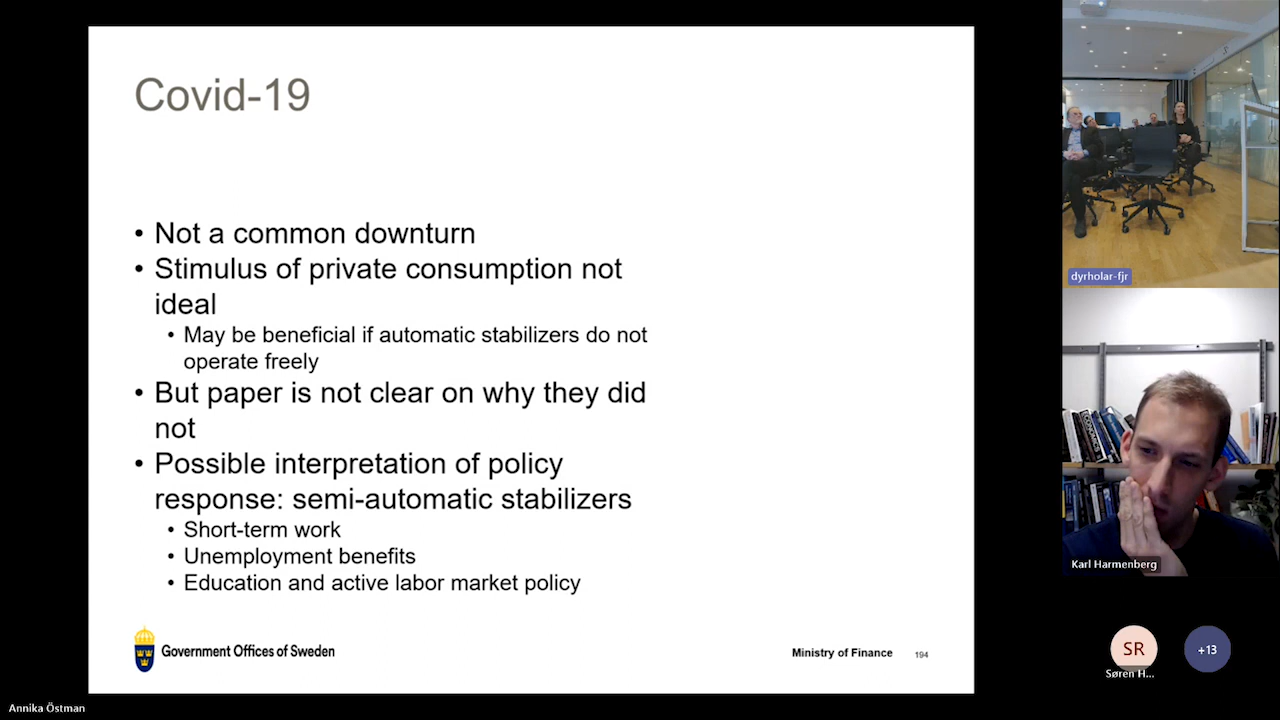 Covid-19
• Not a common downturn
• Stimulus of private consumption not
ideal
• May be beneficial if automatic stabilizers do not
operate freely
• But paper is not clear on why they did
not
• Possible interpretation of policy
response: semi-automatic stabilizers
• Short-term work
• Unemployment benefits
• Education and active labor market policy
Government Offices of Sweden
Ministry of Finance 194
Annika Östman
dyrholar-fjr
ECONOMICS
Karl Harmenberg
SR
Søren H...
+13